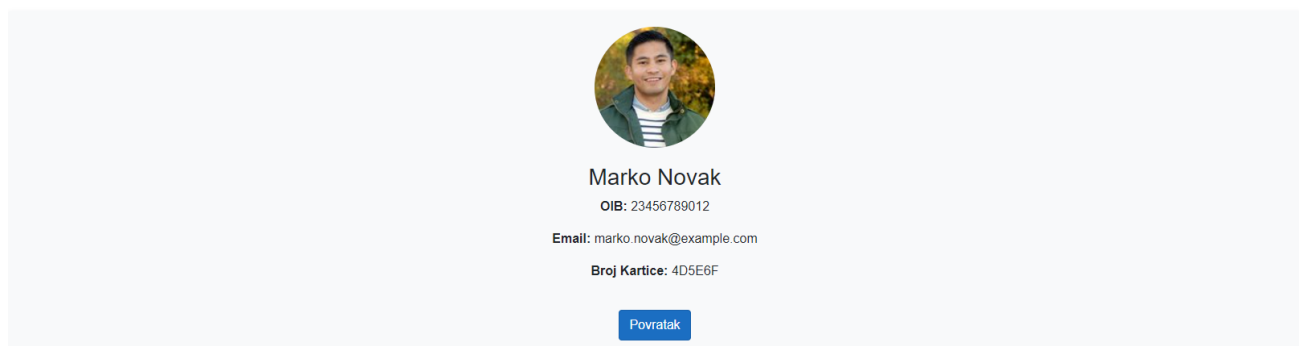 Marko Novak
OIB: 23456789012
Email: marko.novak@example.com
Broj Kartice: 4D5E6F
Povratak